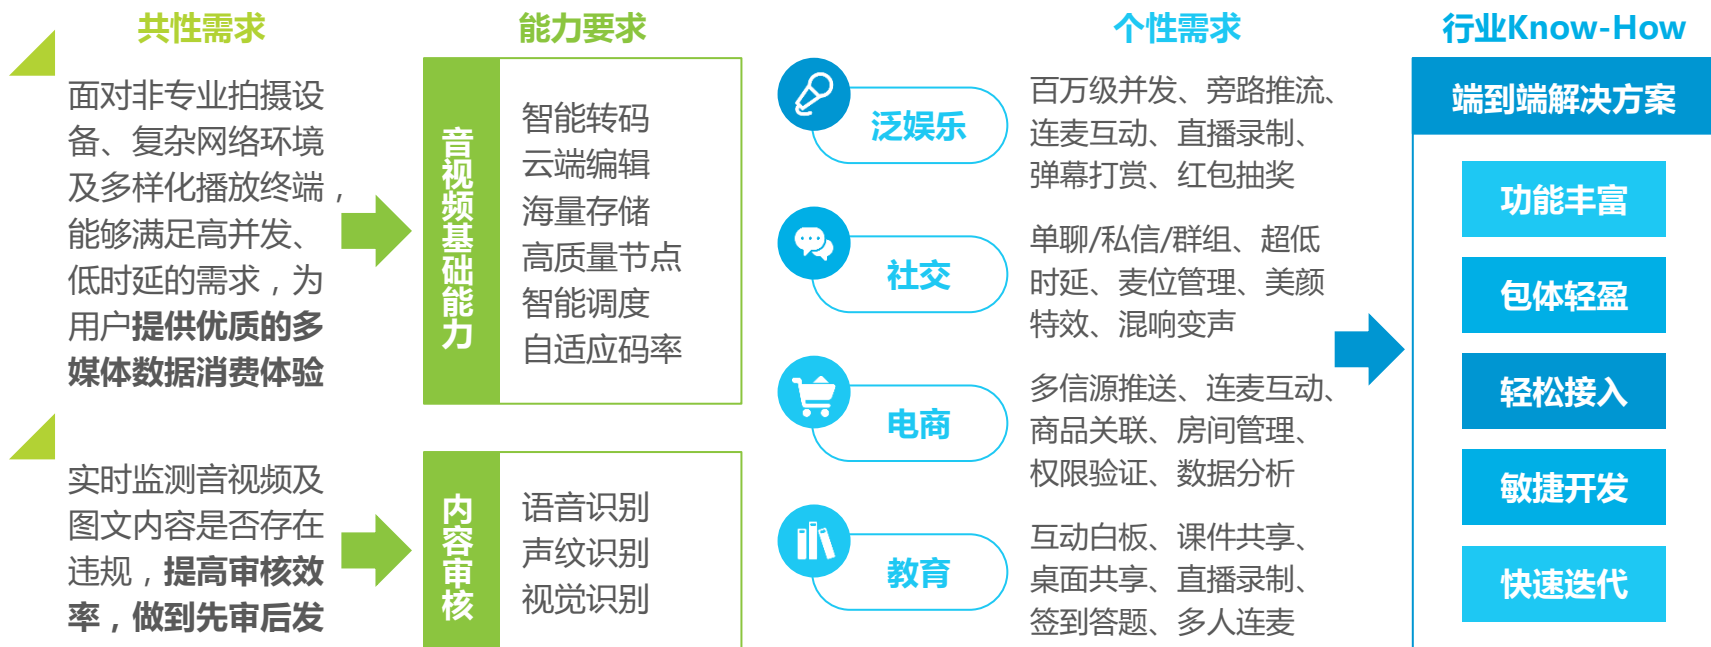 共性需求
面对非专业拍摄设
备、复杂网络环境
及多样化播放终端，
能够满足高并发、
低时延的需求，为
用户提供优质的多
媒体数据消费体验
实时监测音视频及
图文内容是否存在
违规，提高审核效
率，做到先审后发
能力要求
音视频基础能力
智能转码
云端编辑
海量存储
高质量节点
智能调度
自适应码率
内容审核
语音识别
声纹识别
视觉识别
个性需求
泛娱乐
百万级并发、旁路推流、
连麦互动、直播录制、
弹幕打赏、红包抽奖
社交
单聊/私信/群组、超低
时延、麦位管理、美颜
特效、混响变声
电商
多信源推送、连麦互动、
商品关联、房间管理、
权限验证、数据分析
教育
互动白板、课件共享、
桌面共享、直播录制、
签到答题、多人连麦
行业Know-How
端到端解决方案
功能丰富
包体轻盈
轻松接入
敏捷开发
快速迭代